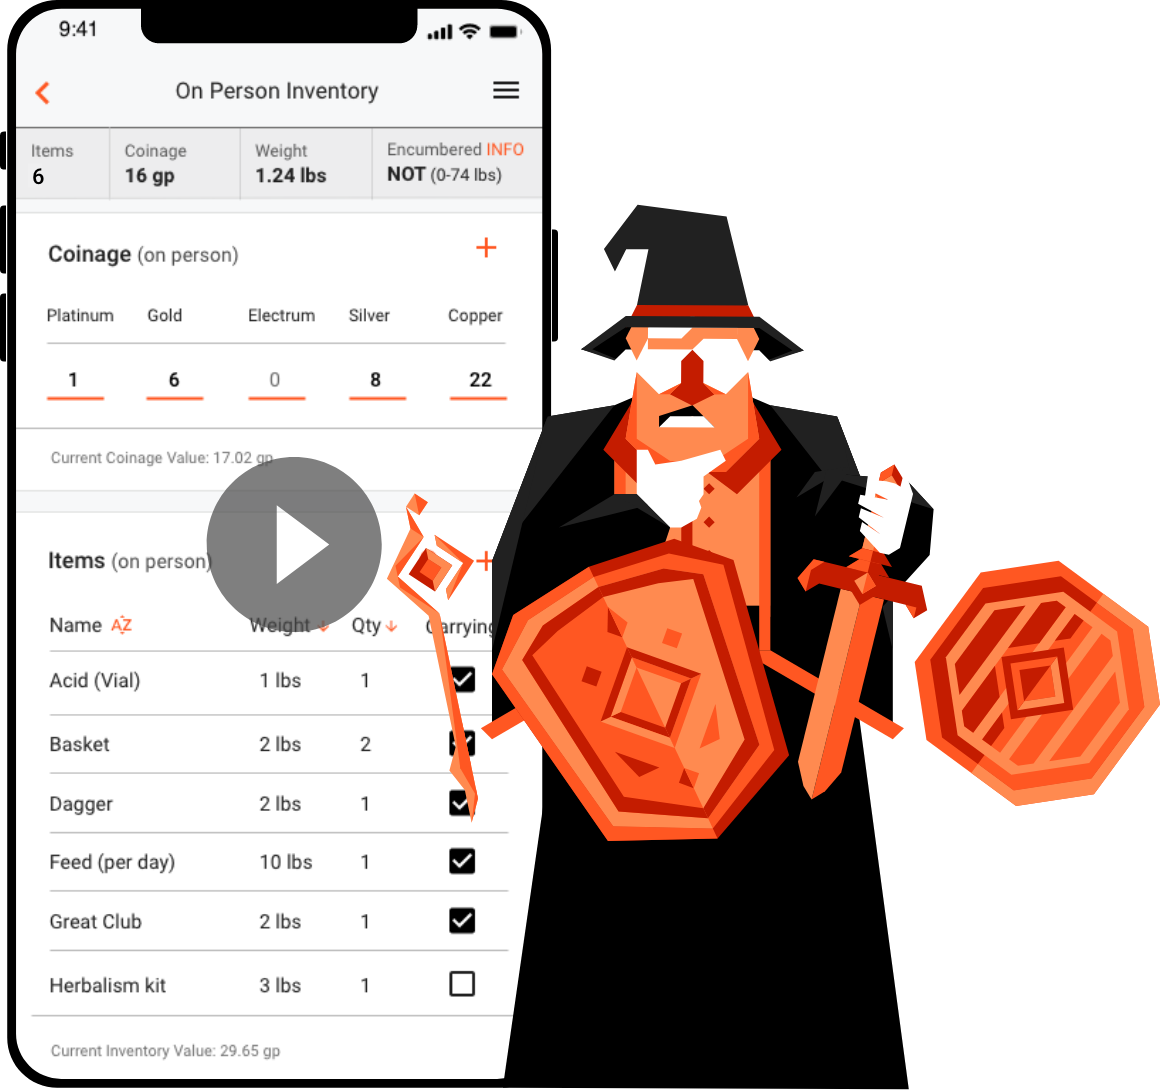 9:41
On Person Inventory
Items Coinage Weight Encumbered INFO
6 16 gp 1.24 lbs NOT (0-74 lbs)
Coinage (on person) +
Platinum Gold Electrum Silver Copper
1 6 0 8 22
Current Coinage Value: 17.02 gp
Items (on person) +
Name AZ Weight Qty Carrying
Acid (Vial) 1 lbs 1
Basket 2 lbs 2
Dagger 2 lbs 1
Feed (per day) 10 lbs 1
Great Club 2 lbs 1
Herbalism kit 3 lbs 1
Current Inventory Value: 29.65 gp